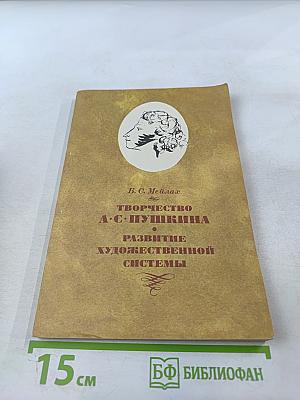 Б. С. Мейлах
ТВОРЧЕСТВО
А·С·ПУШКИНА
•
РАЗВИТИЕ
ХУДОЖЕСТВЕННОЙ
СИСТЕМЫ
15 см
БФ БИБЛИОФАН